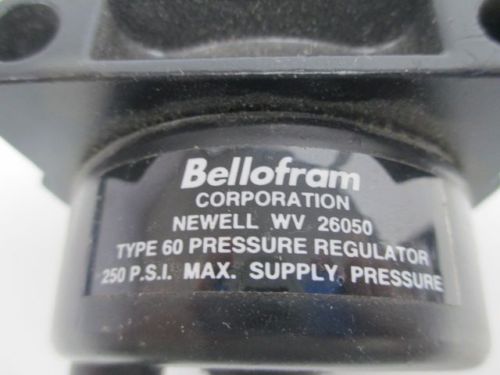 Bellofram
CORPORATION
NEWELL WV 26050
TYPE 60 PRESSURE REGULATOR
250 P.S.I. MAX. SUPPLY PRESSURE